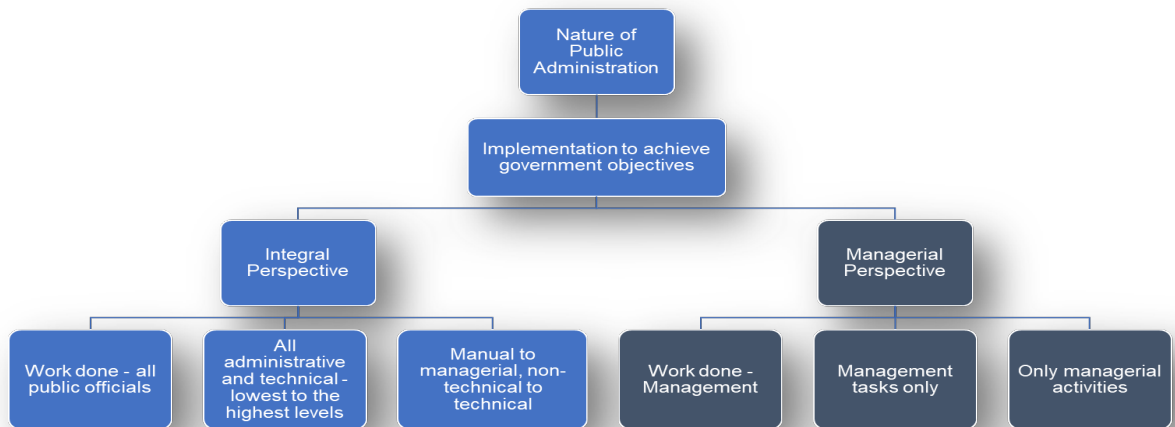 Nature of
Public
Administration
Implementation to achieve
government objectives
Integral
Perspective
Managerial
Perspective
Work done - all
public officials
All
administrative
and technical -
lowest to the
highest levels
Manual to
managerial, non-
technical to
technical
Work done -
Management
Management
tasks only
Only managerial
activities